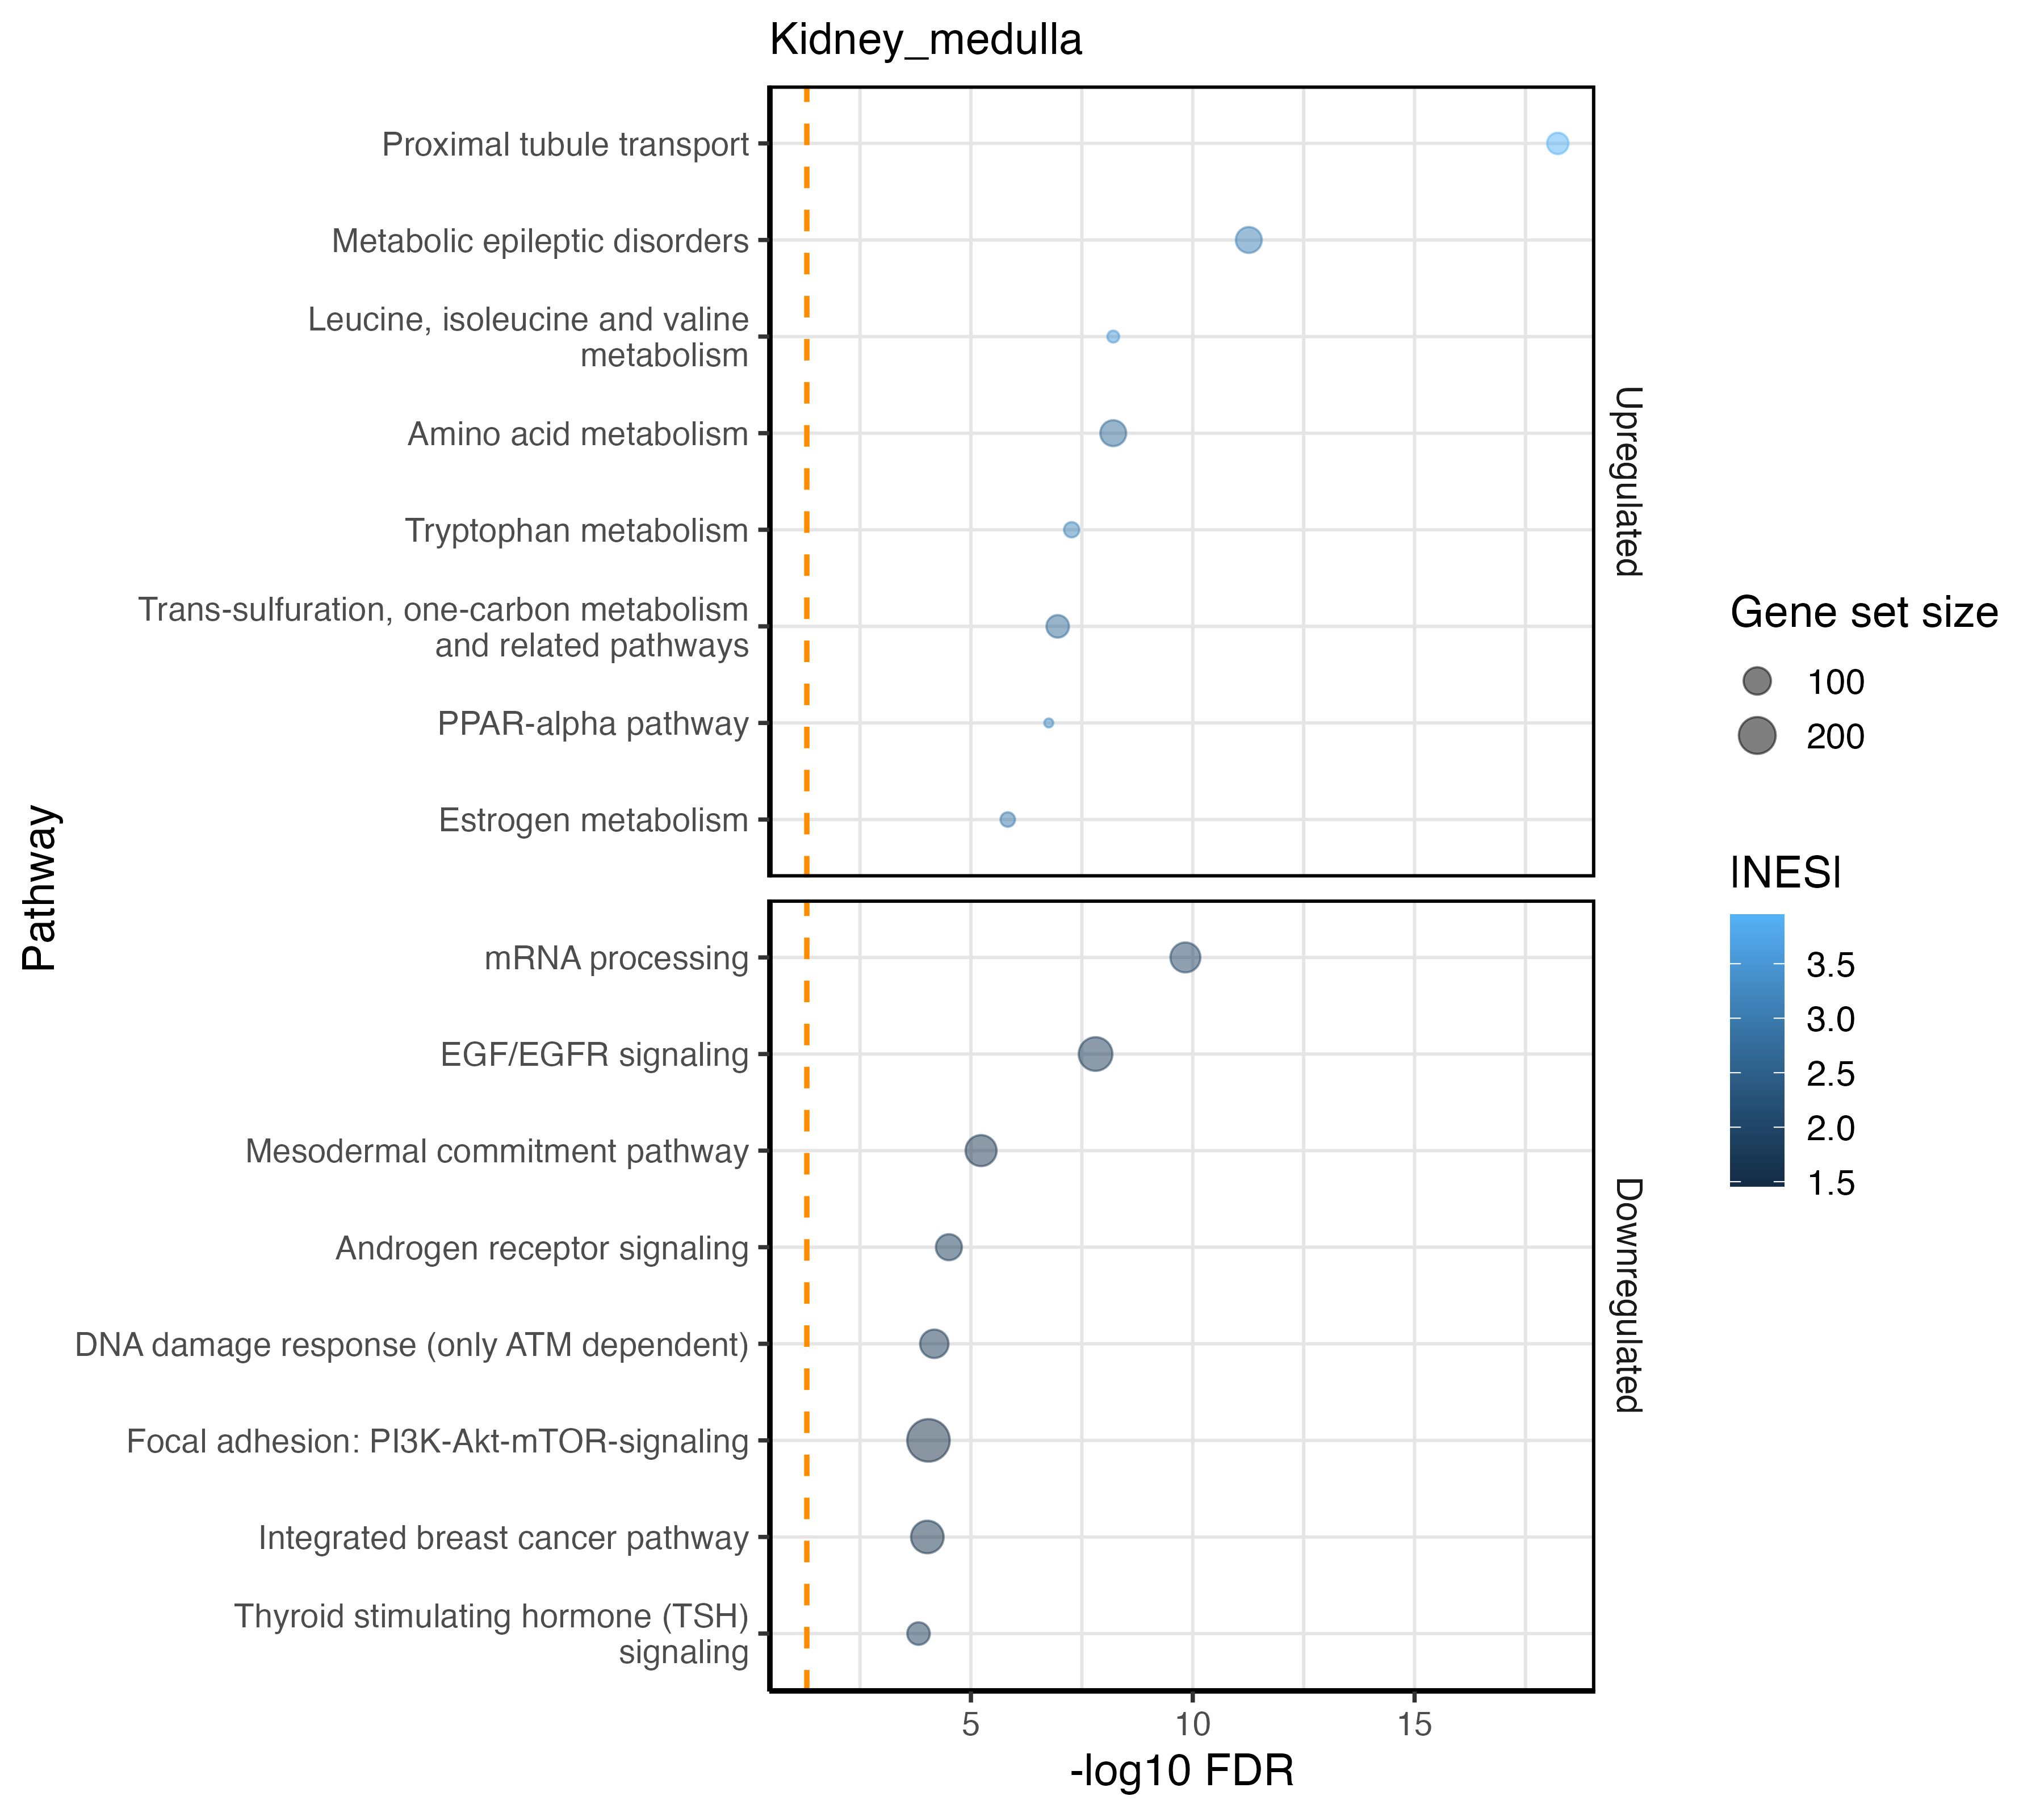 Kidney_medulla
Pathway
Proximal tubule transport
Metabolic epileptic disorders
Leucine, isoleucine and valine
metabolism
Amino acid metabolism
Tryptophan metabolism
Trans-sulfuration, one-carbon metabolism
and related pathways
PPAR-alpha pathway
Estrogen metabolism
Upregulated
mRNA processing
EGF/EGFR signaling
Mesodermal commitment pathway
Androgen receptor signaling
DNA damage response (only ATM dependent)
Focal adhesion: PI3K-Akt-mTOR-signaling
Integrated breast cancer pathway
Thyroid stimulating hormone (TSH)
signaling
Downregulated
5
10
15
-log10 FDR
Gene set size
100
200
|NES|
3.5
3.0
2.5
2.0
1.5